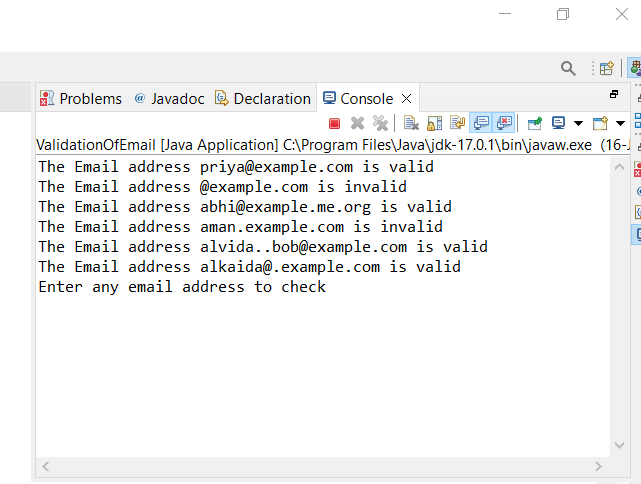 Problems @ Javadoc Declaration Console
ValidationOfEmail [Java Application] C:\Program Files\Java\jdk-17.0.1\bin\javaw.exe (16-J
The Email address priya@example.com is valid
The Email address @example.com is invalid
The Email address abhi@example.me.org is valid
The Email address aman.example.com is invalid
The Email address alvida..bob@example.com is valid
The Email address alkaida@.example.com is valid
Enter any email address to check